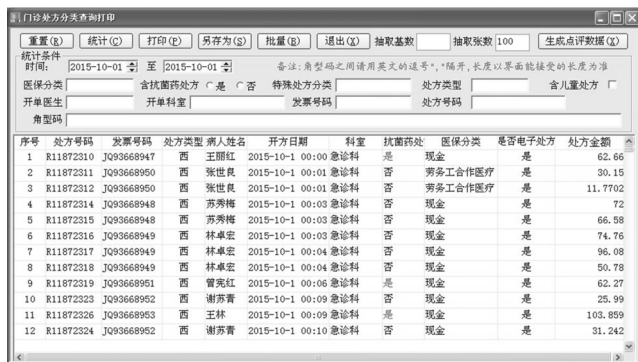 门诊处方分类查询打印
重置(R) 统计(C) 打印(P) 另存为(S) 批量(B) 退出(X) 抽取基数 抽取张数 100 生成点评数据(I)
统计条件
时间: 2015-10-01 至 2015-10-01 备注:角型码之间请用英文的逗号","隔开,长度以界面能接受的长度为准
医保分类 含抗菌药处方 是 否 特殊处方分类 处方类型 含儿童处方
开单医生 开单科室 发票号码 处方号码
角型码
序号 处方号码 发票号码 处方类型 病人姓名 开方日期 科室 抗菌药处 医保分类 是否电子处方 处方金额
1 R11872310 JQ93668947 西 王丽红 2015-10-1 00:00 急诊科 是 现金 是 62.66
2 R11872311 JQ93668950 西 张世良 2015-10-1 00:01 急诊科 否 劳务工合作医疗 是 30.15
3 R11872312 JQ93668950 西 张世良 2015-10-1 00:01 急诊科 否 劳务工合作医疗 是 11.7702
4 R11872314 JQ93668948 西 苏秀梅 2015-10-1 00:03 急诊科 否 现金 是 72
5 R11872315 JQ93668948 西 苏秀梅 2015-10-1 00:03 急诊科 否 现金 是 66.58
6 R11872316 JQ93668949 西 林卓宏 2015-10-1 00:03 急诊科 否 现金 是 74.76
7 R11872317 JQ93668949 西 林卓宏 2015-10-1 00:04 急诊科 否 现金 是 96.08
8 R11872318 JQ93668949 西 林卓宏 2015-10-1 00:04 急诊科 否 现金 是 50.78
9 R11872319 JQ93668951 西 曾宪红 2015-10-1 00:06 急诊科 是 现金 是 62.27
10 R11872323 JQ93668952 西 谢苏青 2015-10-1 00:09 急诊科 否 现金 是 25.99
11 R11872326 JQ93668953 西 王林 2015-10-1 00:09 急诊科 是 现金 是 103.859
12 R11872324 JQ93668952 西 谢苏青 2015-10-1 00:10 急诊科 否 现金 是 31.242